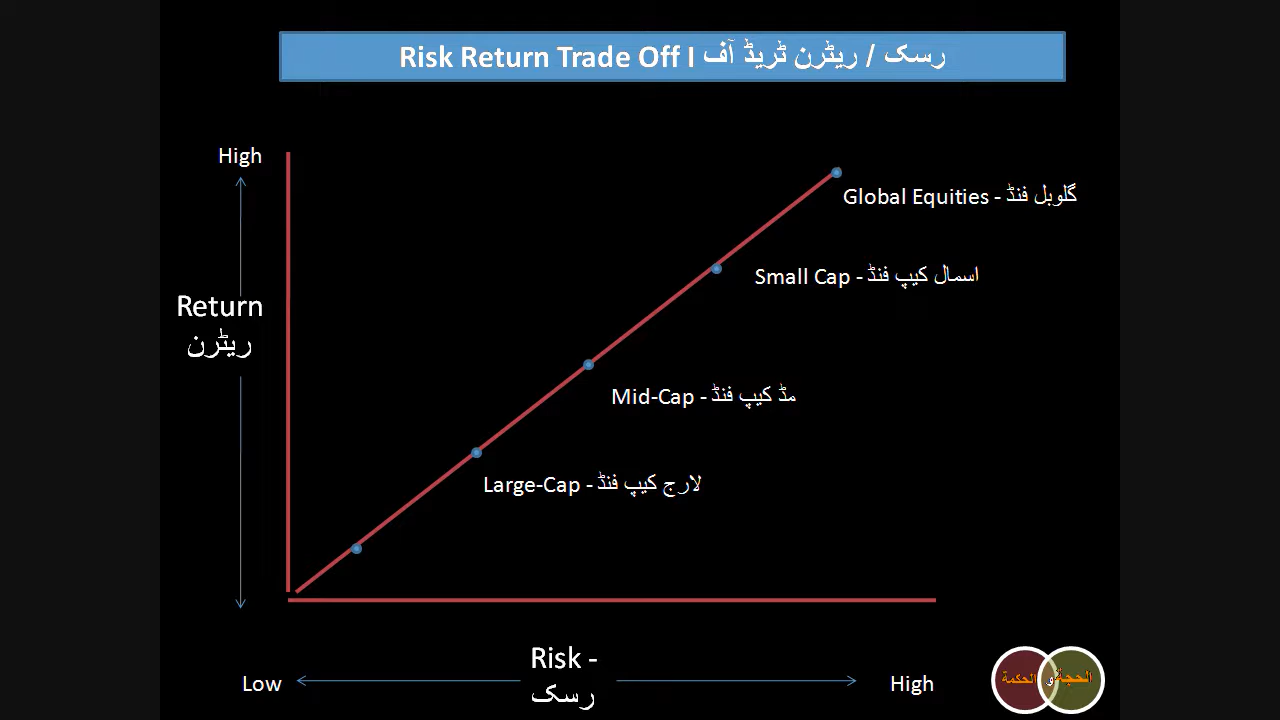 Risk Return Trade Off I رسک / ریٹرن ٹریڈ آف
High
Global Equities - گلوبل فنڈ
Small Cap - اسمال کیپ فنڈ
Return
ریٹرن
Mid-Cap - مڈ کیپ فنڈ
Large-Cap - لارج کیپ فنڈ
Risk -
رسک
Low
High
الحكمة و الحجة